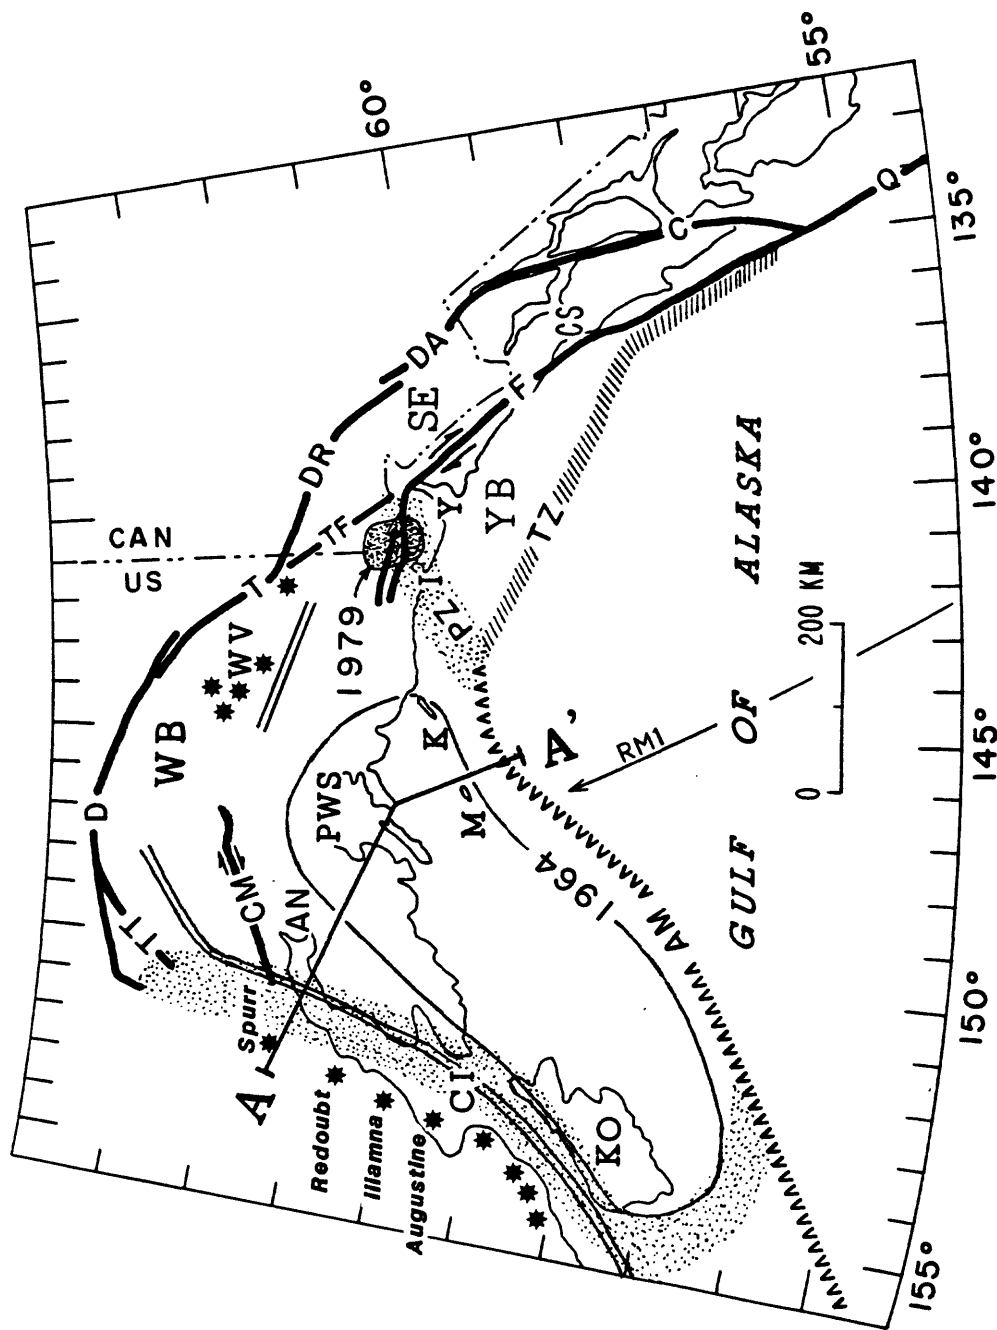 55°
60°
135°
Q
C
CS
DA
F
SE
DR
140°
ALASKA
YB
Y
TZ
TF
CAN
US
T
1979
I
PZ
200 KM
0
WV
WB
OF
RM1
145°
A'
K
M
PWS
D
GULF
1964
AM
CM
AN
TT
150°
Spurr
A
Redoubt
Iliamna
Augustine
CI
KO
155°